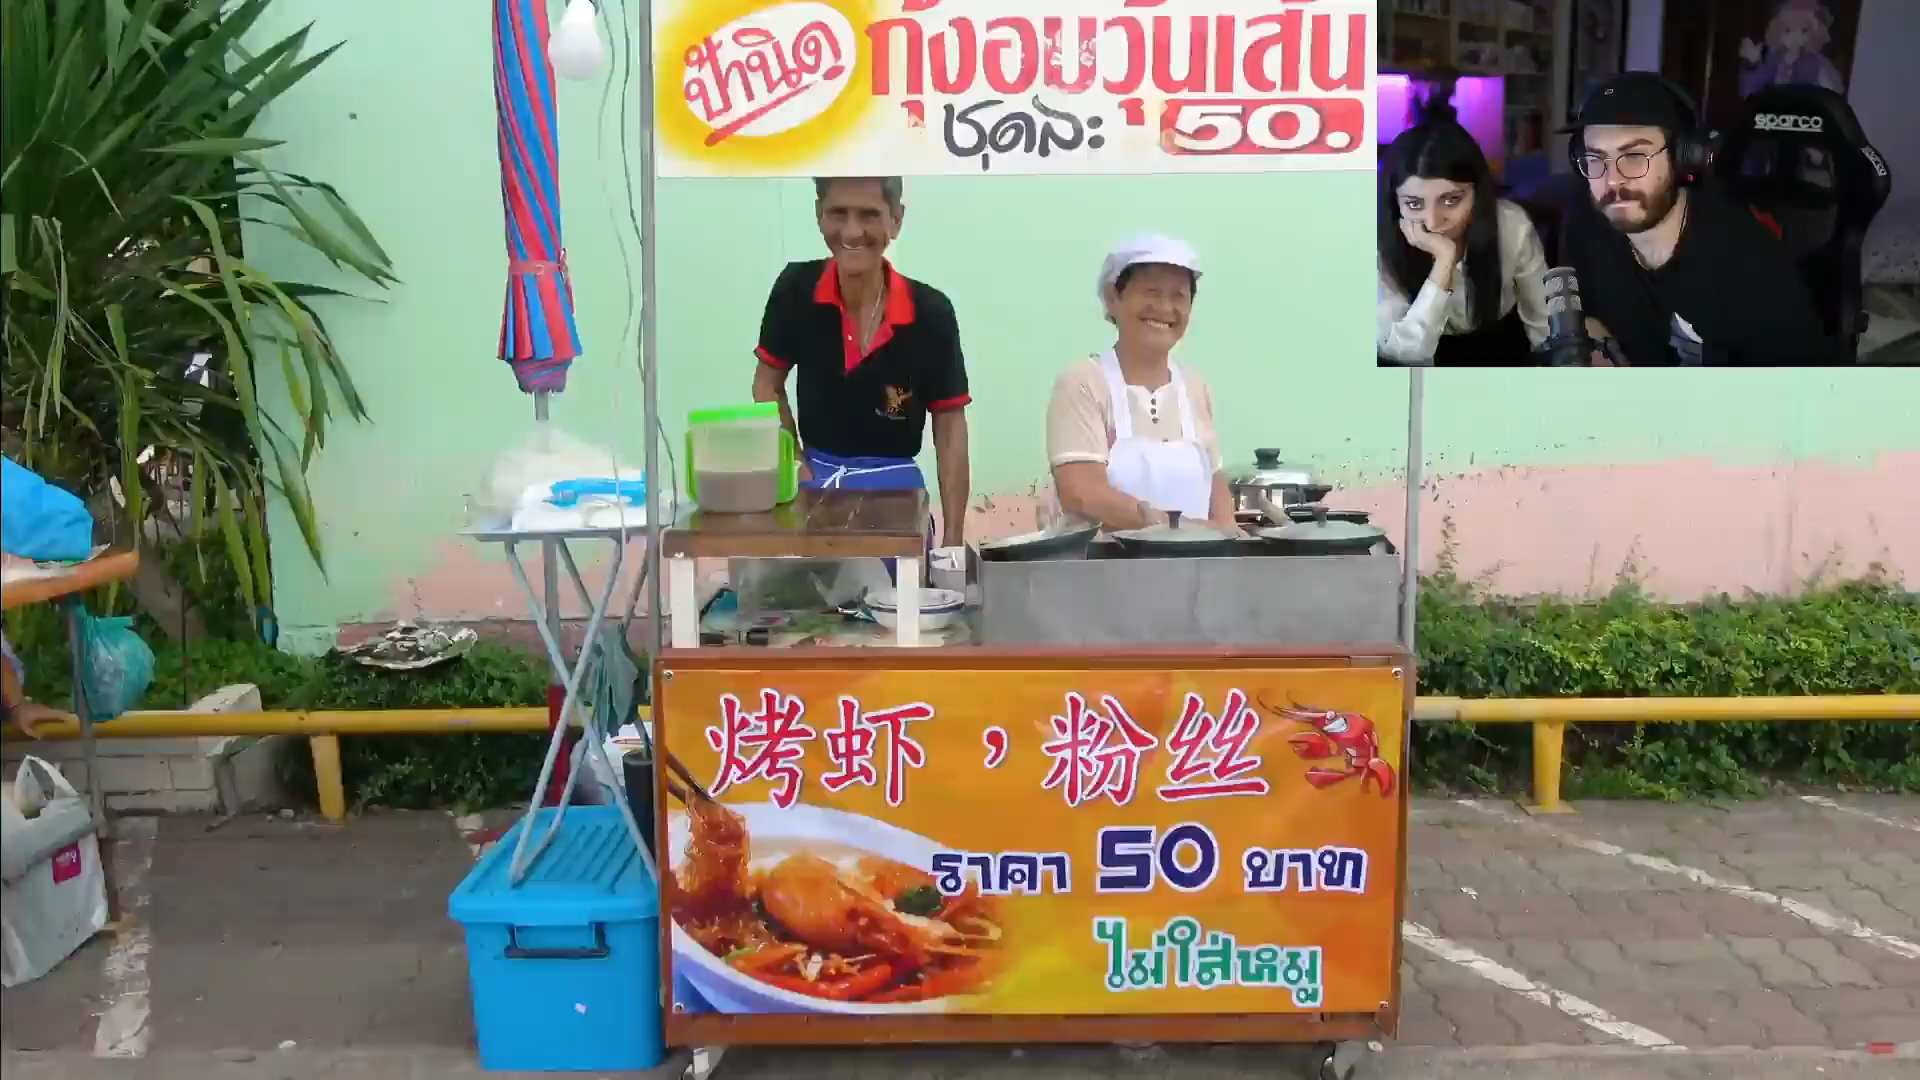 ป้านิด
กุ้งอบวุ้นเส้น
ชุดละ 50.
sparco
烤虾，粉丝
ราคา 50 บาท
ไม่ใส่หมู